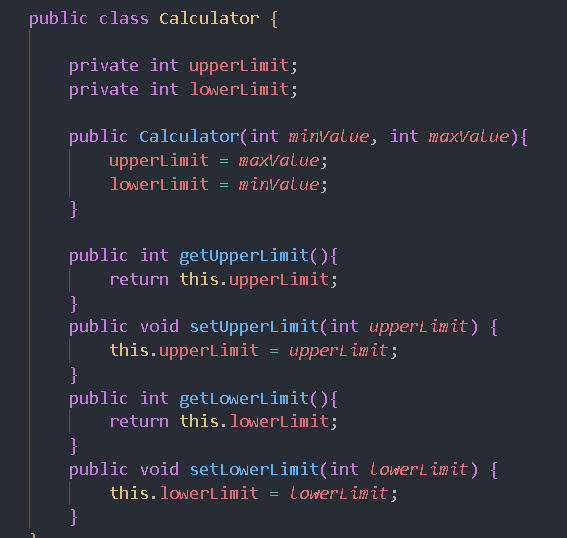 public class Calculator {
private int upperLimit;
private int lowerLimit;
public Calculator(int minValue, int maxValue){
upperLimit = maxValue;
lowerLimit = minValue;
}
public int getUpperLimit(){
return this.upperLimit;
}
public void setUpperLimit(int upperLimit) {
this.upperLimit = upperLimit;
}
public int getLowerLimit(){
return this.lowerLimit;
}
public void setLowerLimit(int lowerLimit) {
this.lowerLimit = lowerLimit;
}
}